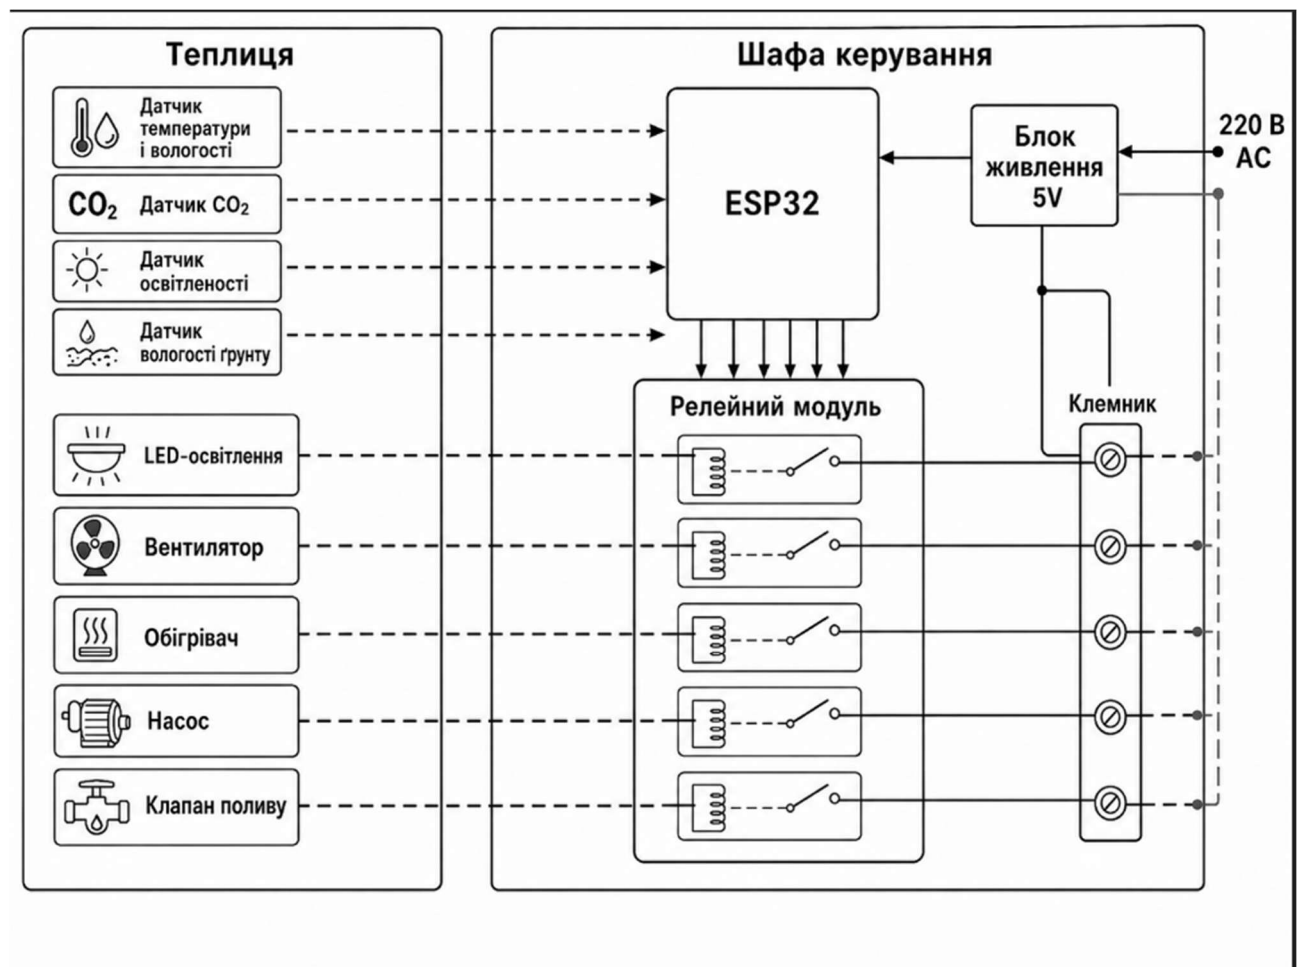 Теплиця
Датчик
температури
і вологості
CO₂ Датчик CO₂
Датчик
освітленості
Датчик
вологості ґрунту
LED-освітлення
Вентилятор
Обігрівач
Насос
Клапан поливу
Шафа керування
ESP32
Блок
живлення
5V
220 В
АС
Релейний модуль
Клемник